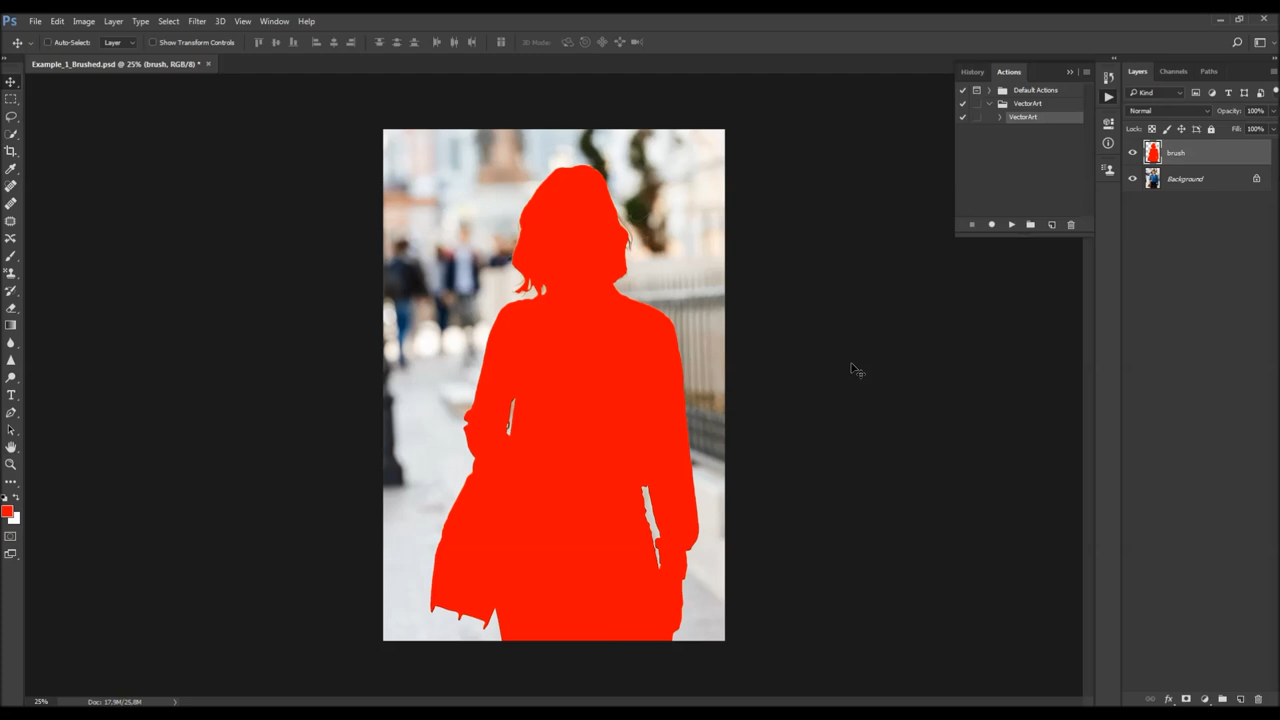 Ps File Edit Image Layer Type Select Filter 3D View Window Help
Auto-Select: Layer Show Transform Controls 3D Mode:
Example_1_Brushed.psd @ 25% (brush, RGB/8) * ×
History Actions
Default Actions
VectorArt
VectorArt
Layers Channels Paths
Kind
Normal Opacity: 100%
Lock: Fill: 100%
brush
Background
25% Doc: 17.9M/25.8M